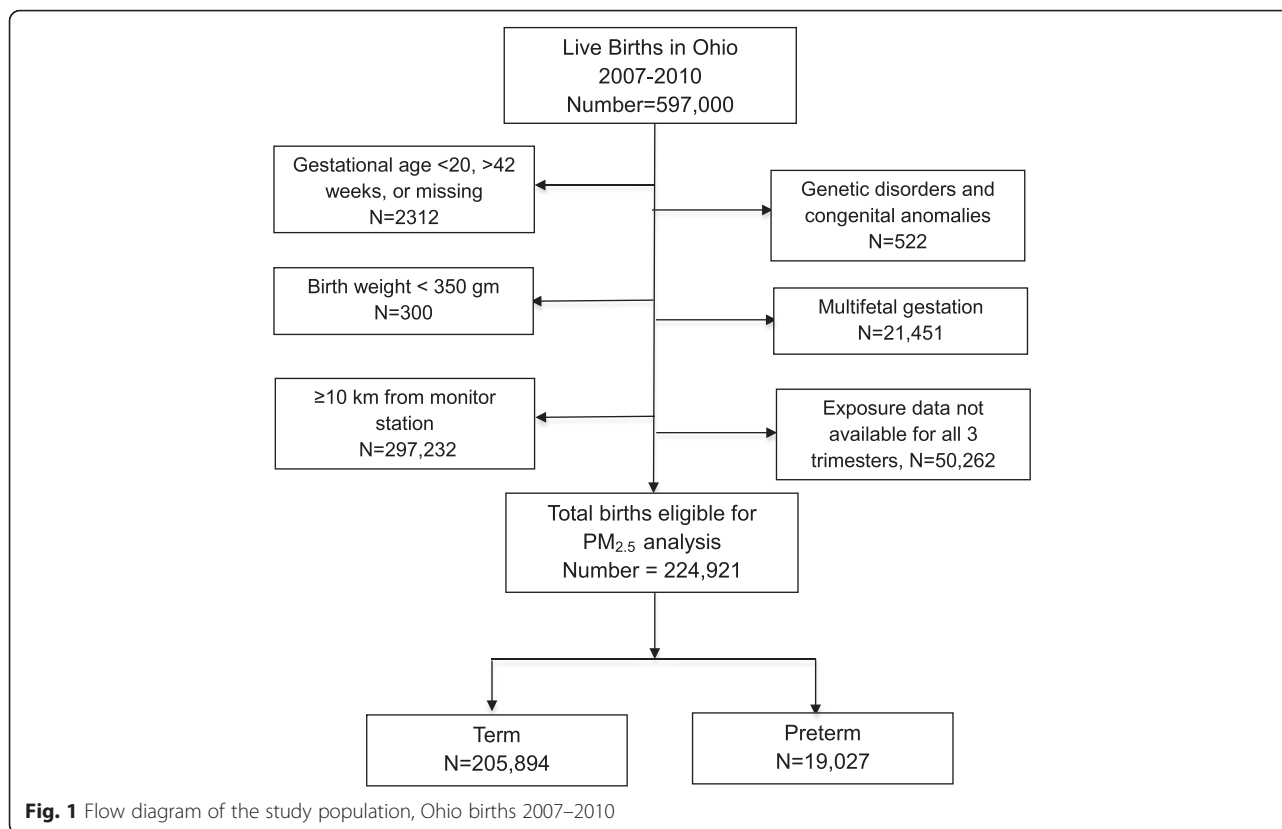 Live Births in Ohio
2007-2010
Number=597,000
Gestational age <20, >42
weeks, or missing
N=2312
Genetic disorders and
congenital anomalies
N=522
Birth weight < 350 gm
N=300
Multifetal gestation
N=21,451
≥10 km from monitor
station
N=297,232
Exposure data not
available for all 3
trimesters, N=50,262
Total births eligible for
PM2.5 analysis
Number = 224,921
Term
N=205,894
Preterm
N=19,027
Fig. 1 Flow diagram of the study population, Ohio births 2007–2010